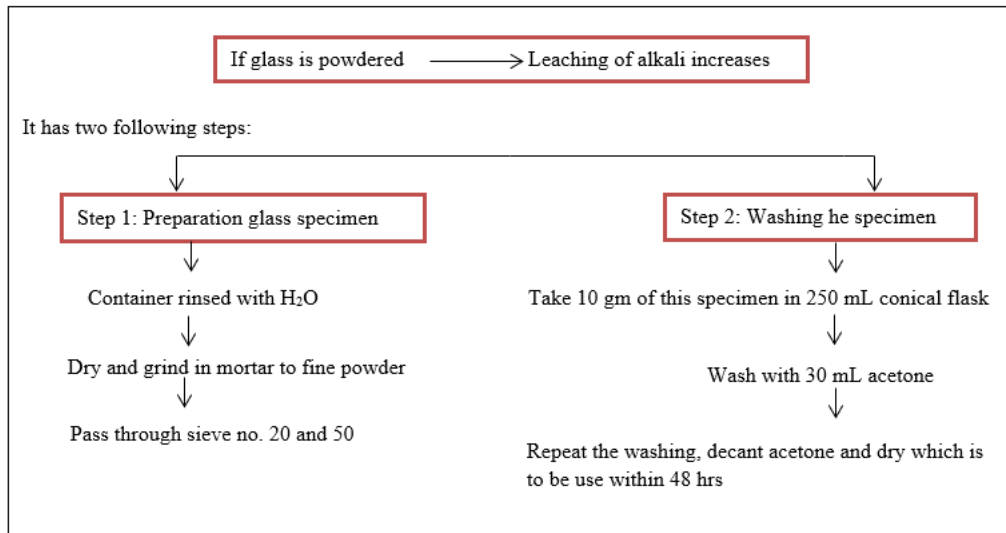 If glass is powdered ⟶ Leaching of alkali increases
It has two following steps:
Step 1: Preparation glass specimen
Container rinsed with H₂O
Dry and grind in mortar to fine powder
Pass through sieve no. 20 and 50
Step 2: Washing he specimen
Take 10 gm of this specimen in 250 mL conical flask
Wash with 30 mL acetone
Repeat the washing, decant acetone and dry which is
to be use within 48 hrs